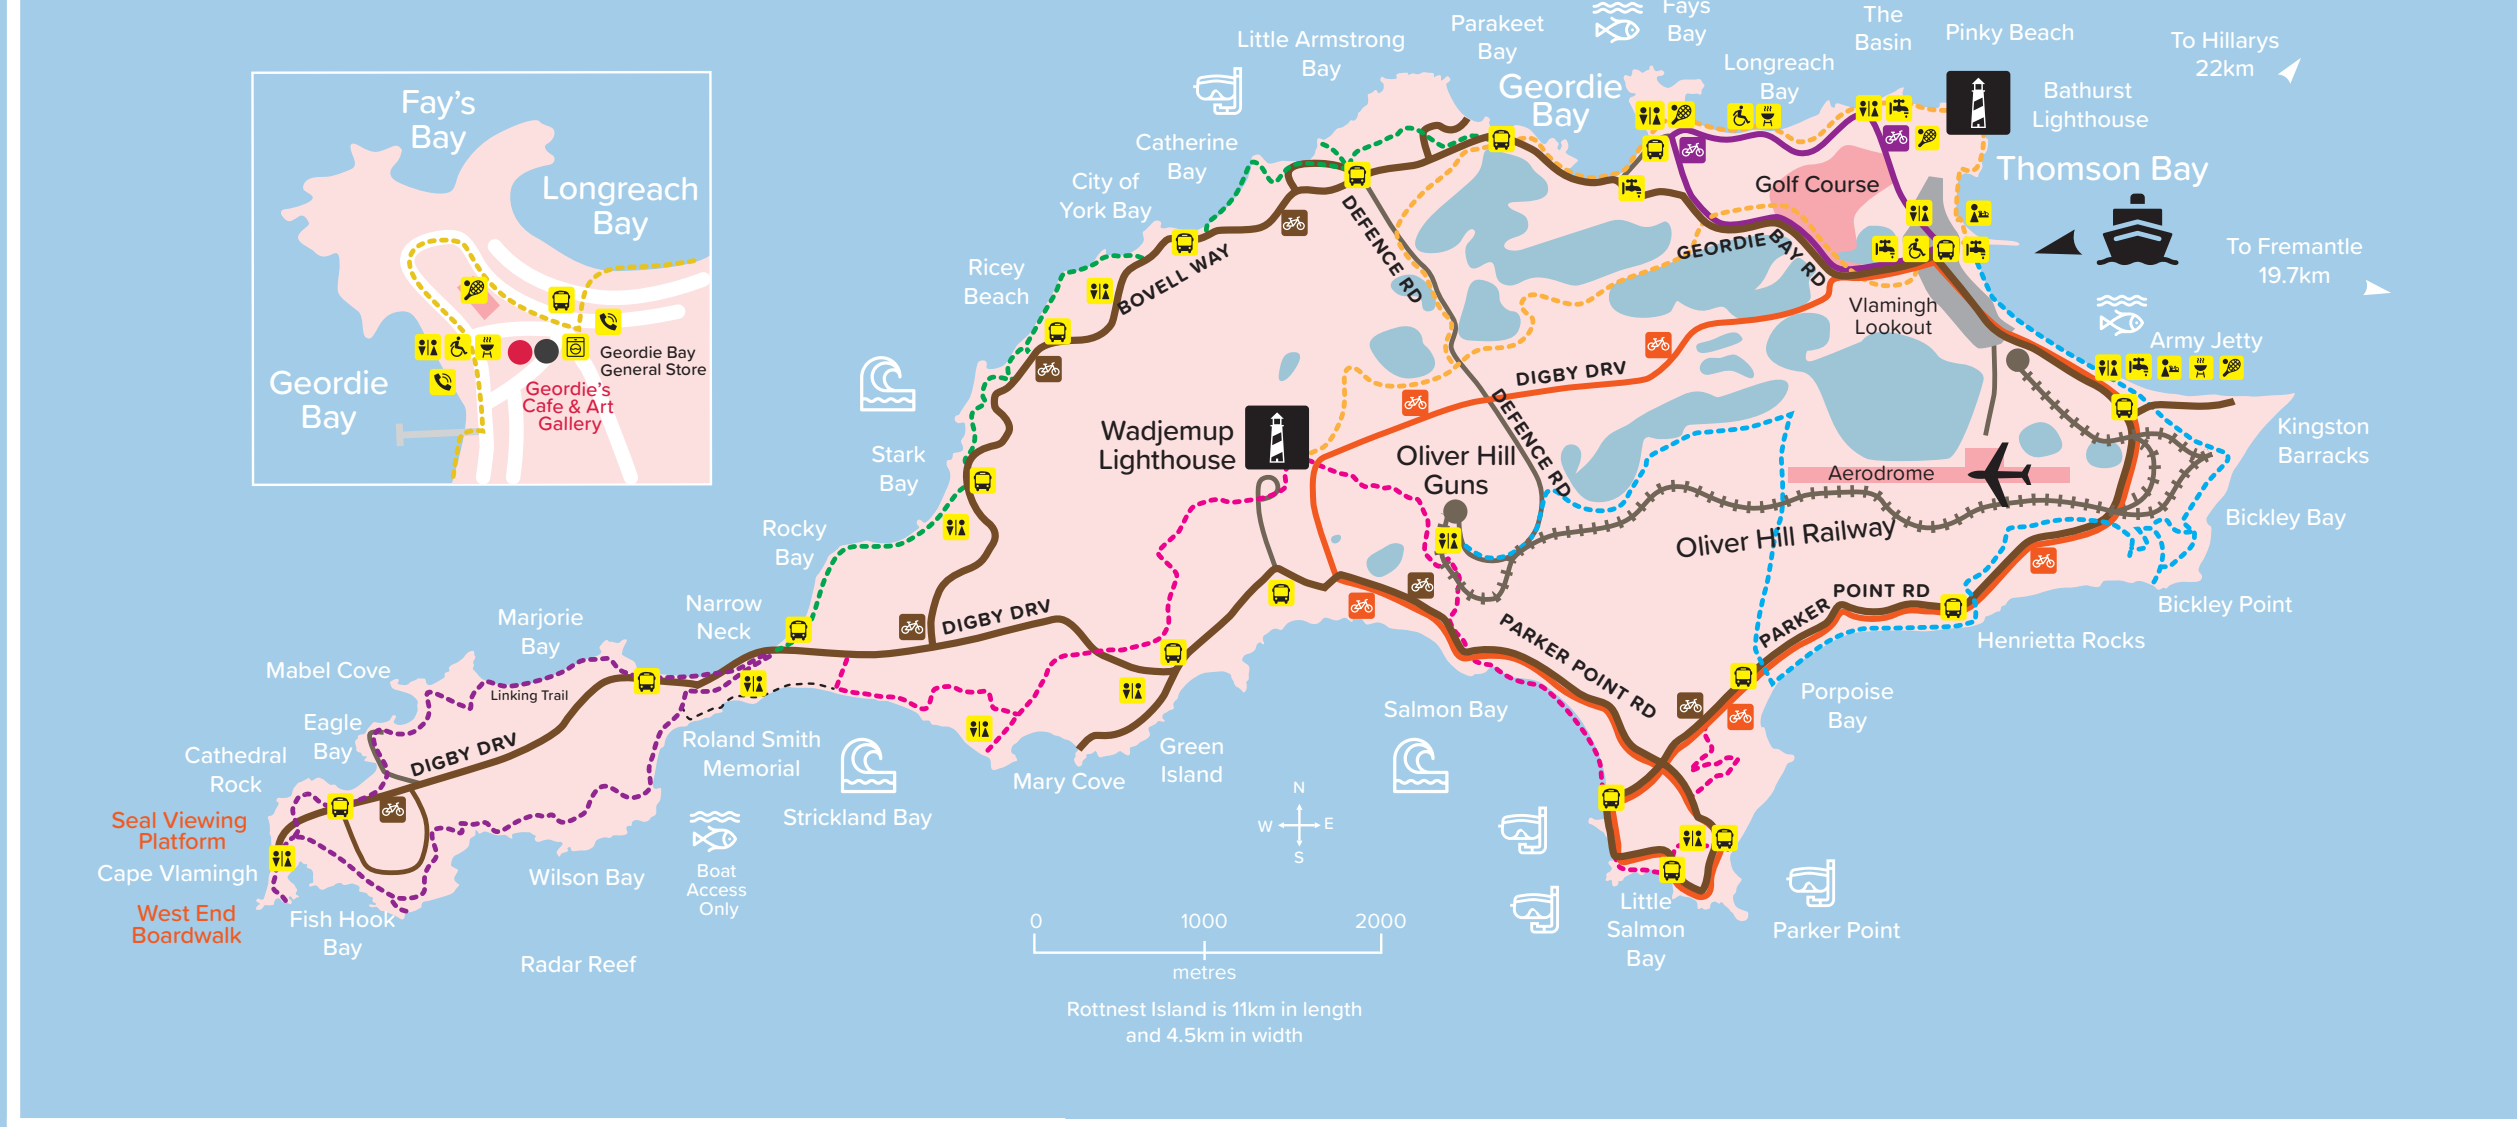 Fays
Bay
The
Basin
Pinky Beach
Parakeet
Bay
Little Armstrong
Bay
To Hillarys
22km
Longreach
Bay
Geordie
Bay
Bathurst
Lighthouse
Fay's
Bay
Longreach
Bay
Geordie Bay
General Store
Geordie
Bay
Geordie's
Cafe & Art
Gallery
Catherine
Bay
City of
York Bay
Thomson Bay
Golf Course
DEFENCE RD
GEORDIE BAY RD
To Fremantle
19.7km
Ricey
Beach
BOVELL WAY
Vlamingh
Lookout
Army Jetty
DIGBY DRV
DEFENCE RD
Wadjemup
Lighthouse
Oliver Hill
Guns
Stark
Bay
Kingston
Barracks
Aerodrome
Rocky
Bay
Oliver Hill Railway
Bickley Bay
Narrow
Neck
Marjorie
Bay
DIGBY DRV
PARKER POINT RD
PARKER POINT RD
Bickley Point
Henrietta Rocks
Mabel Cove
Linking Trail
Porpoise
Bay
Salmon Bay
Eagle
Bay
DIGBY DRV
Cathedral
Rock
Roland Smith
Memorial
Green
Island
Mary Cove
Strickland Bay
Seal Viewing
Platform
Cape Vlamingh
West End
Boardwalk
Fish Hook
Bay
Wilson Bay
Boat
Access
Only
N
W
E
S
Radar Reef
Little
Salmon
Bay
Parker Point
0
1000
2000
metres
Rottnest Island is 11km in length
and 4.5km in width